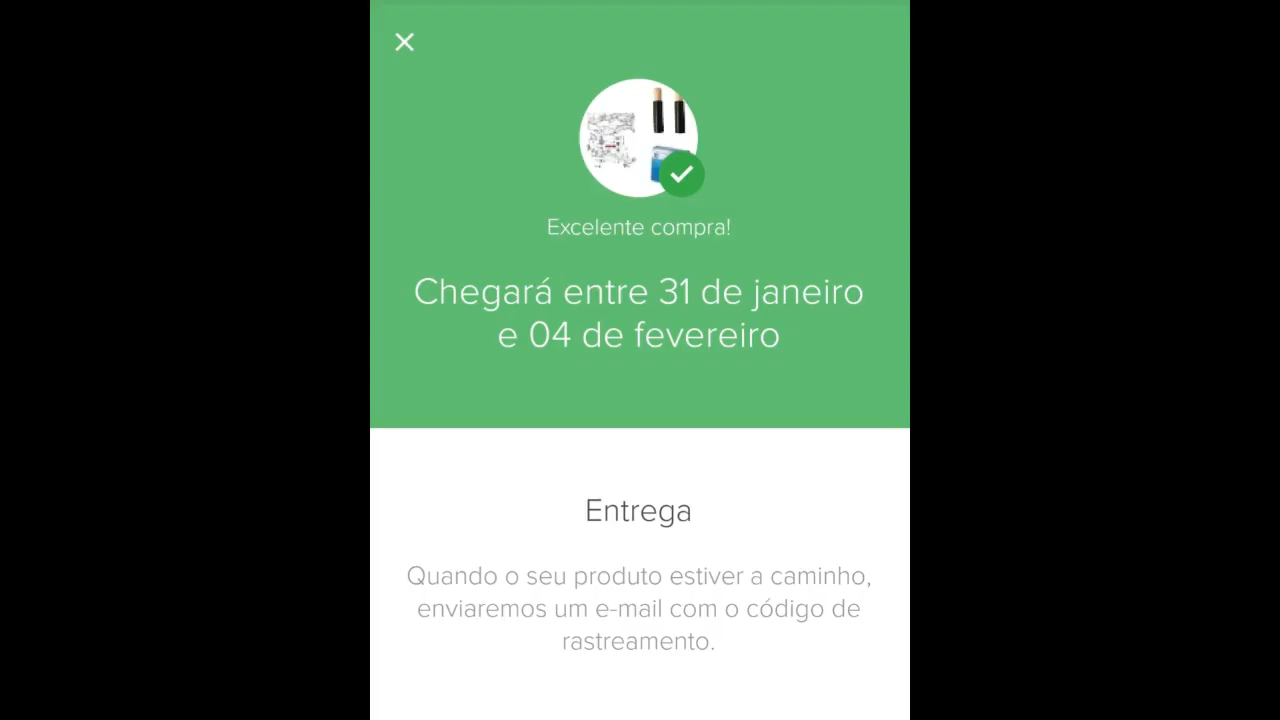 Excelente compra!
Chegará entre 31 de janeiro
e 04 de fevereiro
Entrega
Quando o seu produto estiver a caminho,
enviaremos um e-mail com o código de
rastreamento.